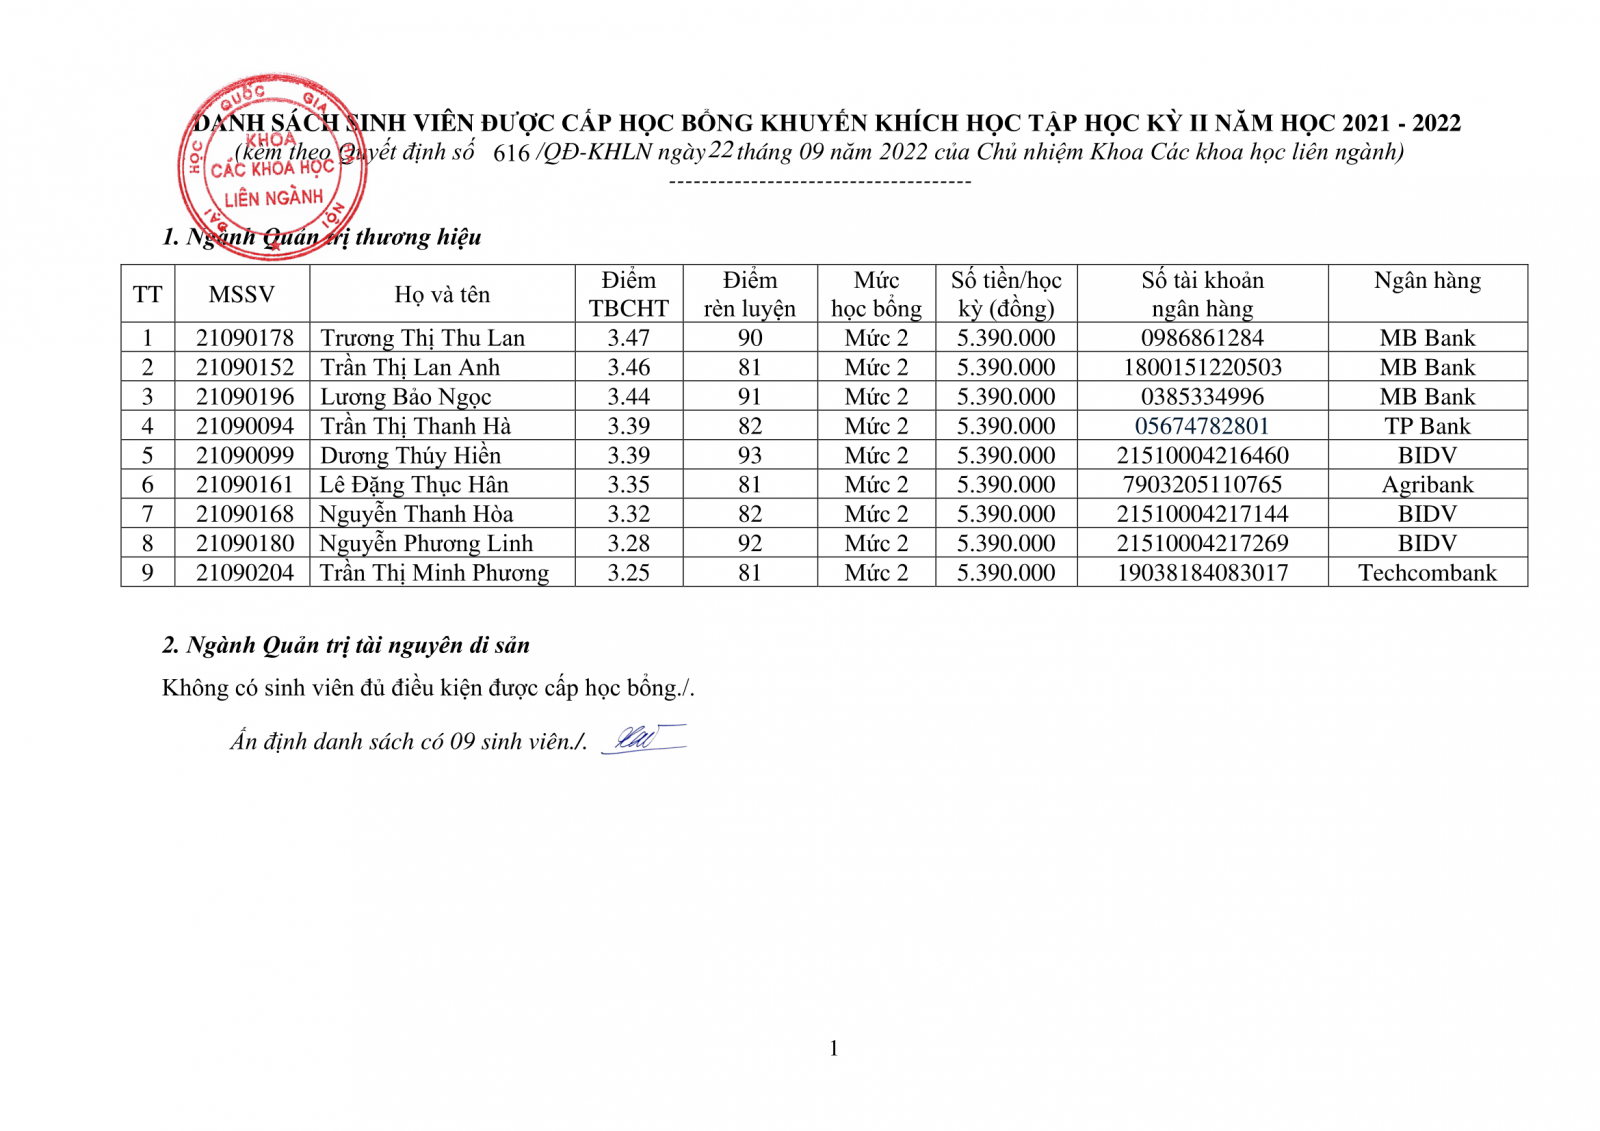 DANH SÁCH SINH VIÊN ĐƯỢC CẤP HỌC BỔNG KHUYẾN KHÍCH HỌC TẬP HỌC KỲ II NĂM HỌC 2021 - 2022
(kèm theo Quyết định số 616 /QĐ-KHLN ngày 22 tháng 09 năm 2022 của Chủ nhiệm Khoa Các khoa học liên ngành)
-------------------------------------
ĐẠI HỌC QUỐC GIA HÀ NỘI
KHOA
CÁC KHOA HỌC
LIÊN NGÀNH
1. Ngành Quản trị thương hiệu
TT MSSV Họ và tên Điểm TBCHT Điểm rèn luyện Mức học bổng Số tiền/học kỳ (đồng) Số tài khoản ngân hàng Ngân hàng
1 21090178 Trương Thị Thu Lan 3.47 90 Mức 2 5.390.000 0986861284 MB Bank
2 21090152 Trần Thị Lan Anh 3.46 81 Mức 2 5.390.000 1800151220503 MB Bank
3 21090196 Lương Bảo Ngọc 3.44 91 Mức 2 5.390.000 0385334996 MB Bank
4 21090094 Trần Thị Thanh Hà 3.39 82 Mức 2 5.390.000 05674782801 TP Bank
5 21090099 Dương Thúy Hiền 3.39 93 Mức 2 5.390.000 21510004216460 BIDV
6 21090161 Lê Đặng Thục Hân 3.35 81 Mức 2 5.390.000 7903205110765 Agribank
7 21090168 Nguyễn Thanh Hòa 3.32 82 Mức 2 5.390.000 21510004217144 BIDV
8 21090180 Nguyễn Phương Linh 3.28 92 Mức 2 5.390.000 21510004217269 BIDV
9 21090204 Trần Thị Minh Phương 3.25 81 Mức 2 5.390.000 19038184083017 Techcombank
2. Ngành Quản trị tài nguyên di sản
Không có sinh viên đủ điều kiện được cấp học bổng./.
Ấn định danh sách có 09 sinh viên./.
1